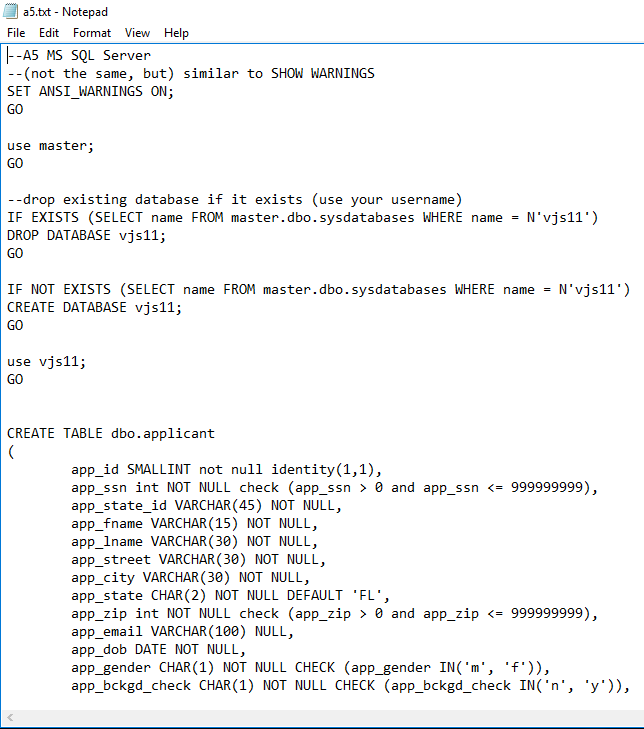 a5.txt - Notepad
File Edit Format View Help
--A5 MS SQL Server
--(not the same, but) similar to SHOW WARNINGS
SET ANSI_WARNINGS ON;
GO
use master;
GO
--drop existing database if it exists (use your username)
IF EXISTS (SELECT name FROM master.dbo.sysdatabases WHERE name = N'vjs11')
DROP DATABASE vjs11;
GO
IF NOT EXISTS (SELECT name FROM master.dbo.sysdatabases WHERE name = N'vjs11')
CREATE DATABASE vjs11;
GO
use vjs11;
GO
CREATE TABLE dbo.applicant
(
app_id SMALLINT not null identity(1,1),
app_ssn int NOT NULL check (app_ssn > 0 and app_ssn <= 999999999),
app_state_id VARCHAR(45) NOT NULL,
app_fname VARCHAR(15) NOT NULL,
app_lname VARCHAR(30) NOT NULL,
app_street VARCHAR(30) NOT NULL,
app_city VARCHAR(30) NOT NULL,
app_state CHAR(2) NOT NULL DEFAULT 'FL',
app_zip int NOT NULL check (app_zip > 0 and app_zip <= 999999999),
app_email VARCHAR(100) NULL,
app_dob DATE NOT NULL,
app_gender CHAR(1) NOT NULL CHECK (app_gender IN('m', 'f')),
app_bckgd_check CHAR(1) NOT NULL CHECK (app_bckgd_check IN('n', 'y')),